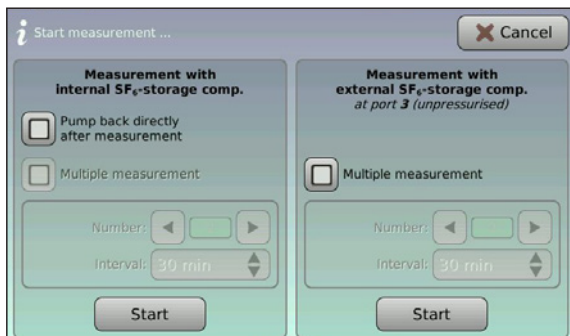 i Start measurement ...
Cancel
Measurement with
internal SF₆-storage comp.
Pump back directly
after measurement
Multiple measurement
Number:
Interval: 30 min
Start
Measurement with
external SF₆-storage comp.
at port 3 (unpressurised)
Multiple measurement
Number:
Interval: 30 min
Start